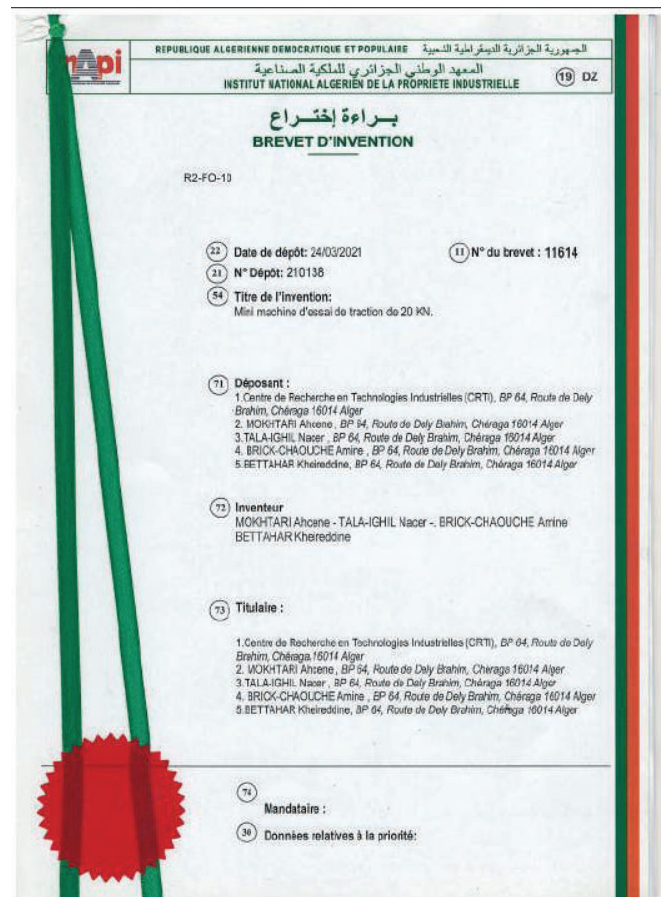 REPUBLIQUE ALGERIENNE DEMOCRATIQUE ET POPULAIRE الجمهورية الجزائرية الديمقراطية الشعبية
المعهد الوطني الجزائري للملكية الصناعية
INSTITUT NATIONAL ALGERIEN DE LA PROPRIETE INDUSTRIELLE
19 DZ
napi
بــراءة إختــراع
BREVET D'INVENTION
R2-FO-10
22 Date de dépôt: 24/03/2021
11 N° du brevet : 11614
21 N° Dépôt: 210138
54 Titre de l'invention:
Mini machine d'essai de traction de 20 KN.
71 Déposant :
1.Centre de Recherche en Technologies Industrielles (CRTI), BP 64, Route de Dely
Brahim, Chéraga 16014 Alger
2. MOKHTARI Ahcene , BP 64, Route de Dely Brahim, Chéraga 16014 Alger
3.TALA-IGHIL Nacer , BP 64, Route de Dely Brahim, Chéraga 16014 Alger
4. BRICK-CHAOUCHE Amine , BP 64, Route de Dely Brahim, Chéraga 16014 Alger
5.BETTAHAR Kheireddine, BP 64, Route de Dely Brahim, Chéraga 16014 Alger
72 Inventeur
MOKHTARI Ahcene - TALA-IGHIL Nacer -. BRICK-CHAOUCHE Amine
BETTAHAR Kheireddine
73 Titulaire :
1.Centre de Recherche en Technologies Industrielles (CRTI), BP 64, Route de Dely
Brahim, Chéraga 16014 Alger
2. MOKHTARI Ahcene , BP 64, Route de Dely Brahim, Cheraga 16014 Alger
3.TALA-IGHIL Nacer , BP 64, Route de Dely Brahim, Chéraga 16014 Alger
4. BRICK-CHAOUCHE Amine , BP 64, Route de Dely Brahim, Chéraga 16014 Alger
5.BETTAHAR Kheireddine, BP 64, Route de Dely Brahim, Chéraga 16014 Alger
74
Mandataire :
30 Données relatives à la priorité: